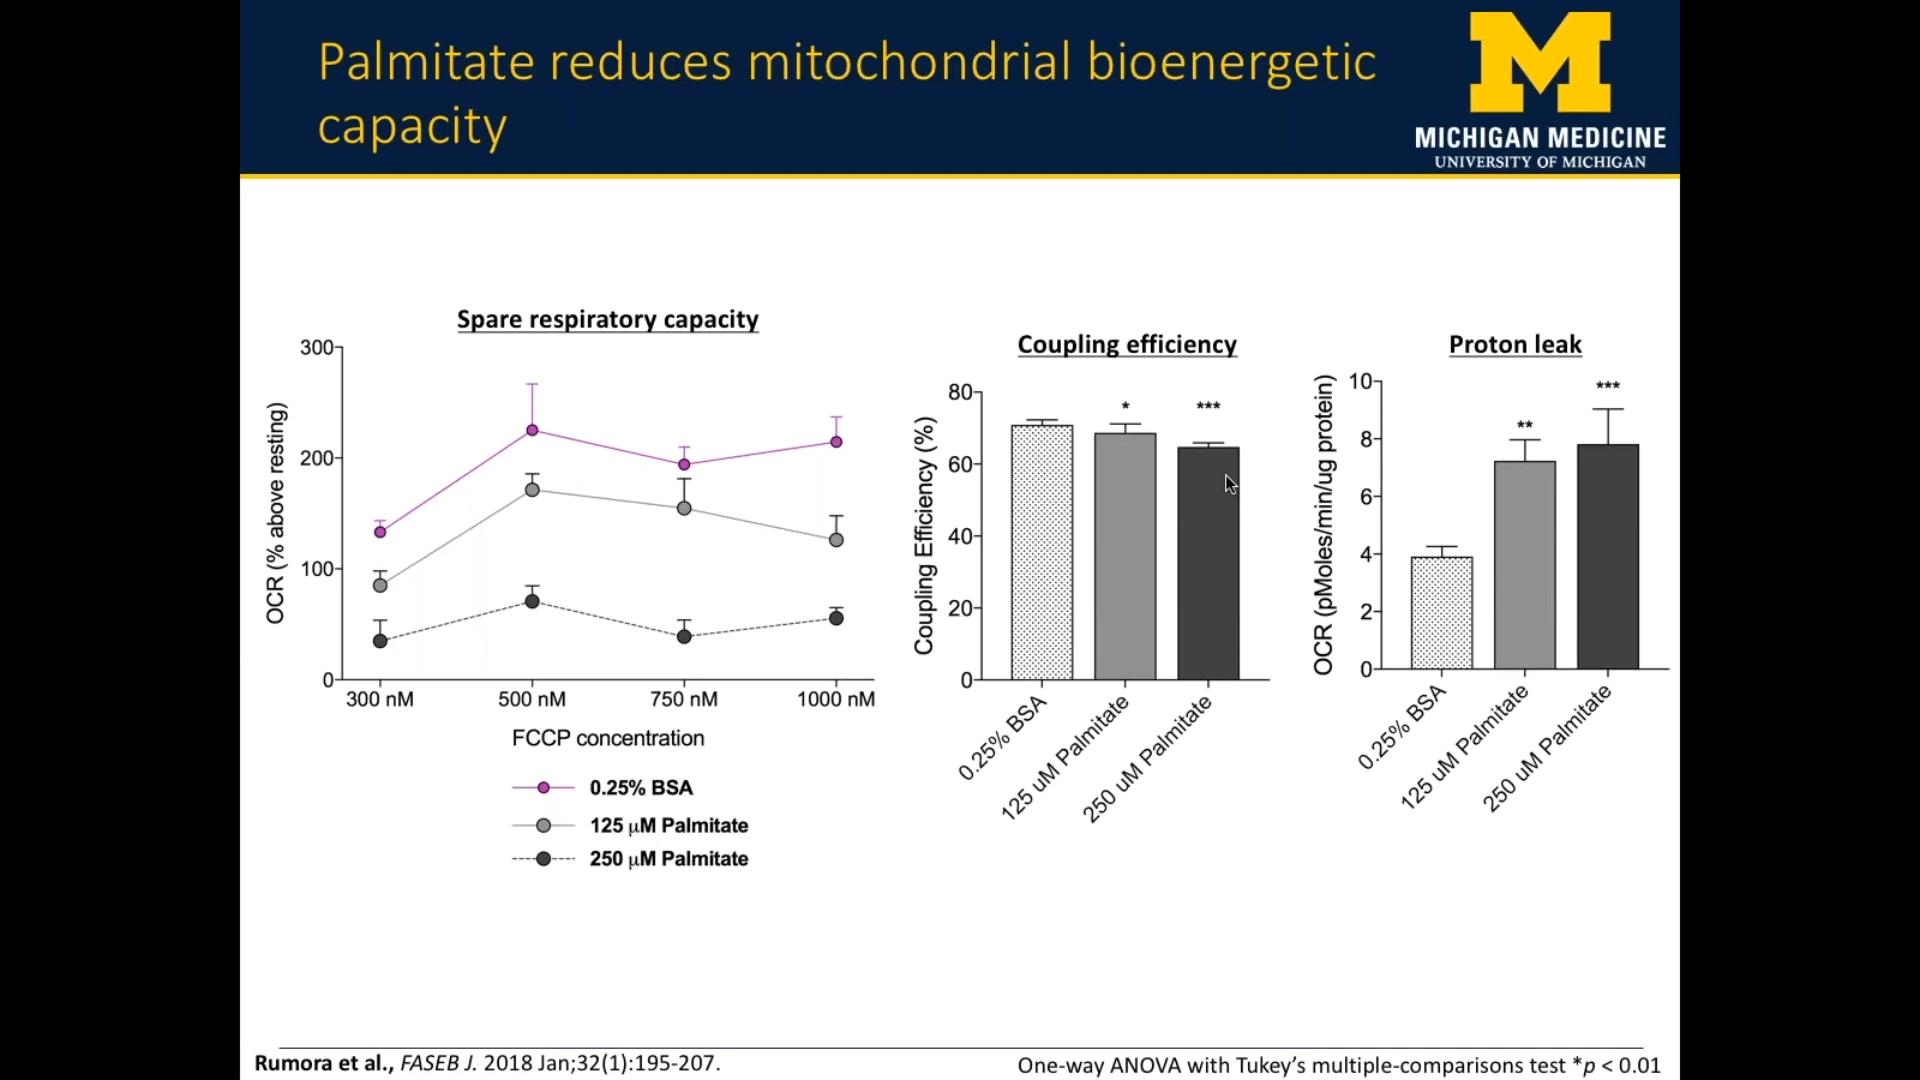 Palmitate reduces mitochondrial bioenergetic
capacity
MICHIGAN MEDICINE
UNIVERSITY OF MICHIGAN
Spare respiratory capacity
OCR (% above resting)
300
200
100
0
300 nM 500 nM 750 nM 1000 nM
FCCP concentration
0.25% BSA
125 μM Palmitate
250 μM Palmitate
Coupling efficiency
Coupling Efficiency (%)
80
60
40
20
0
* ***
0.25% BSA
125 uM Palmitate
250 uM Palmitate
Proton leak
OCR (pMoles/min/ug protein)
10
8
6
4
2
0
** ***
0.25% BSA
125 uM Palmitate
250 uM Palmitate
Rumora et al., FASEB J. 2018 Jan;32(1):195-207.
One-way ANOVA with Tukey’s multiple-comparisons test *p < 0.01